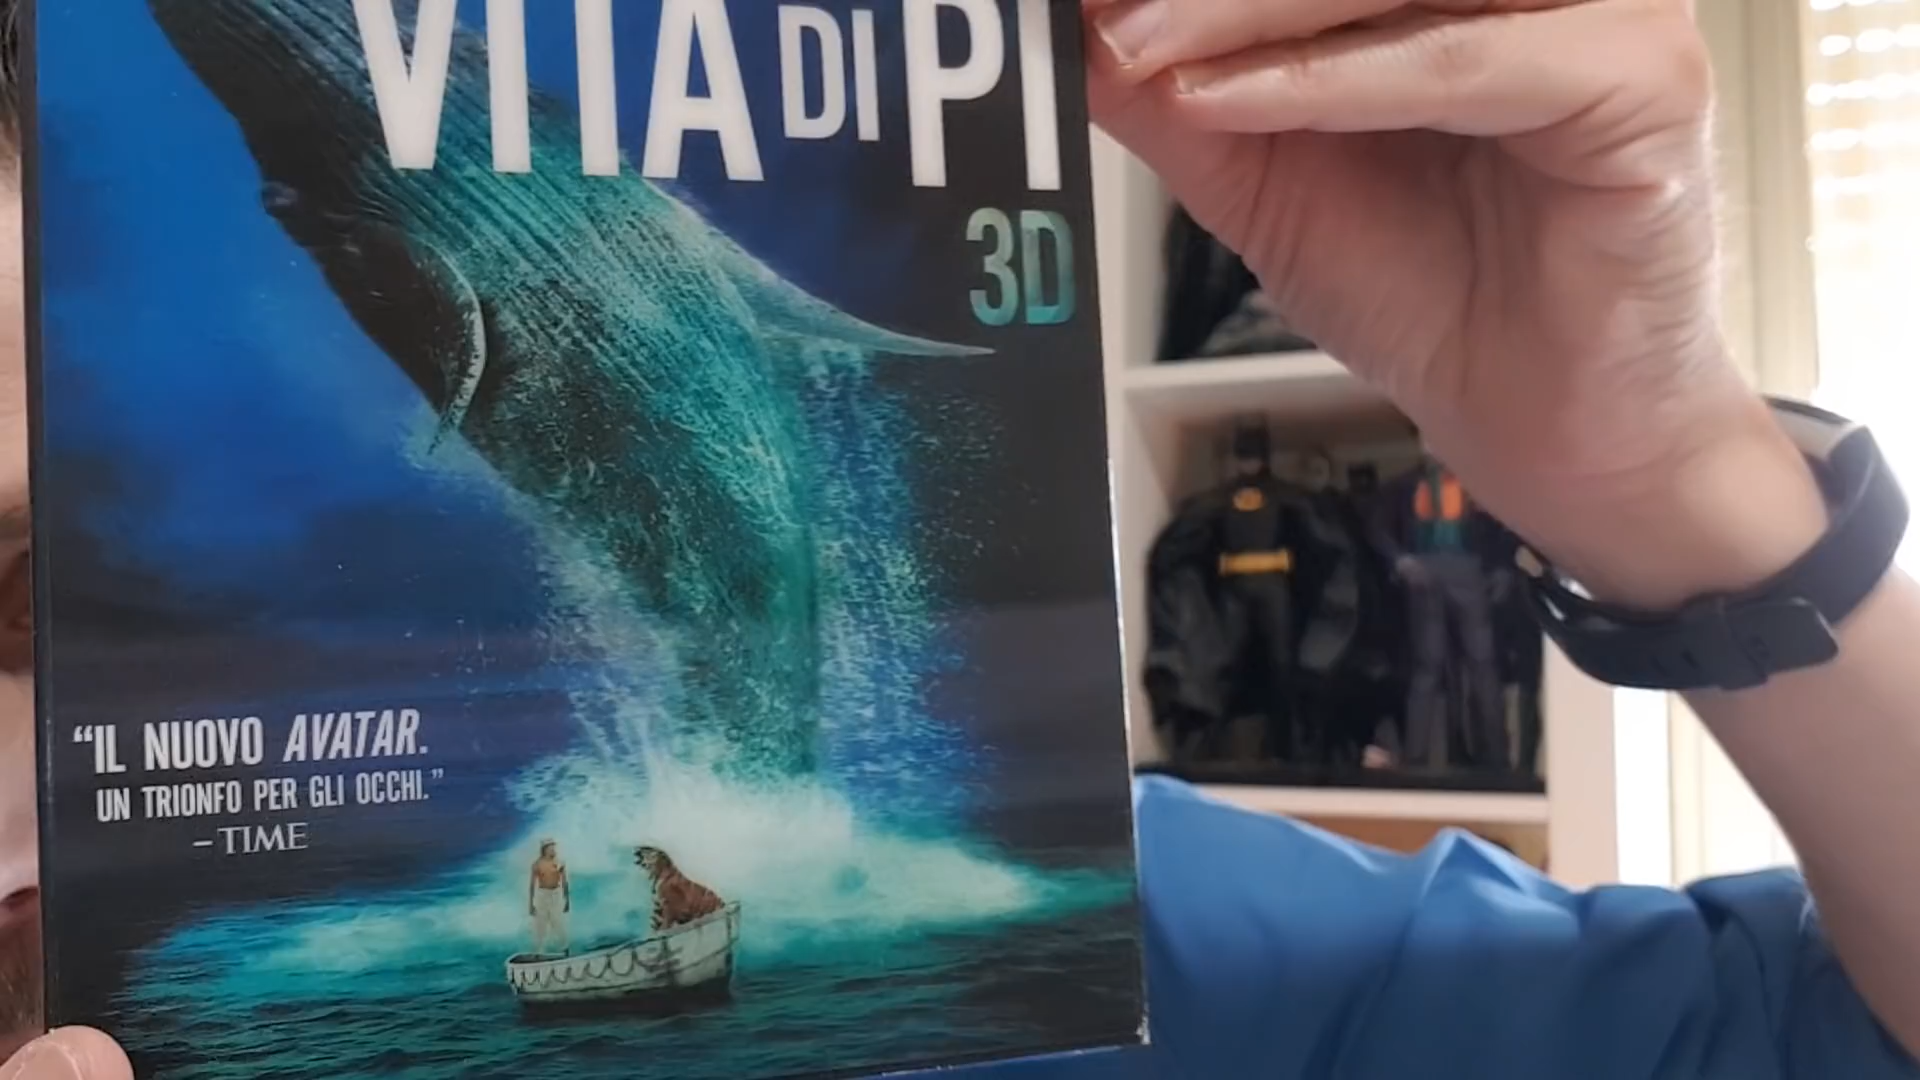 VITA DI PI
3D
“IL NUOVO AVATAR.
UN TRIONFO PER GLI OCCHI.”
–TIME